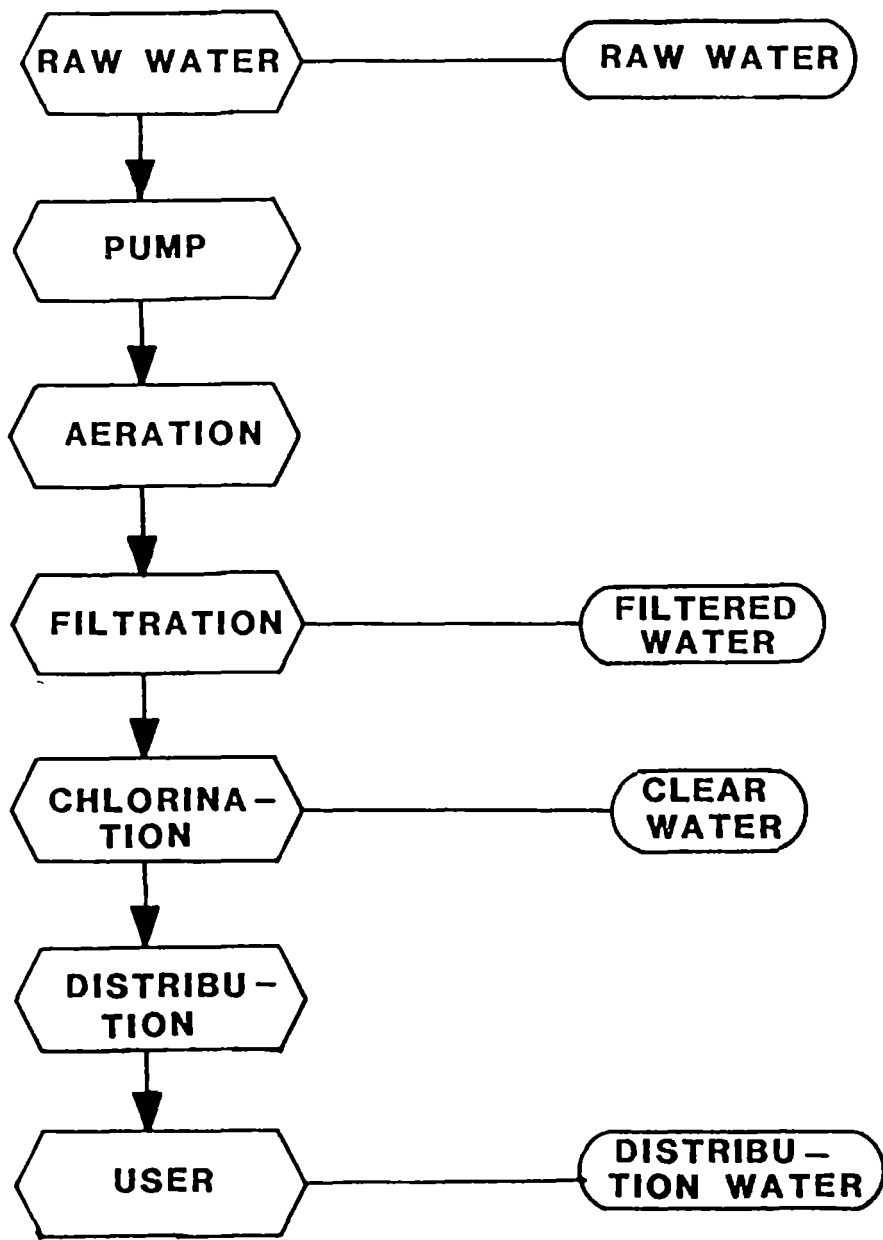 RAW WATER
RAW WATER
PUMP
AERATION
FILTRATION
FILTERED
WATER
CHLORINA-
TION
CLEAR
WATER
DISTRIBU-
TION
USER
DISTRIBU-
TION WATER